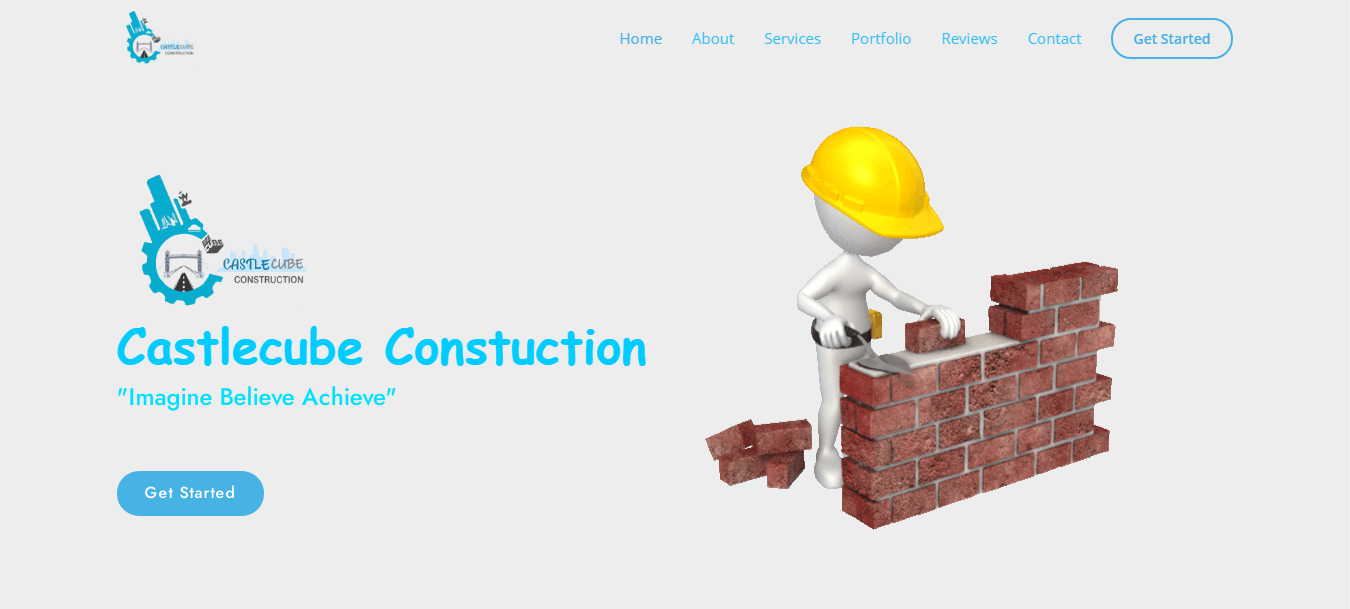 CASTLECUBE
CONSTRUCTION
Home About Services Portfolio Reviews Contact Get Started
CASTLECUBE
CONSTRUCTION
Castlecube Constuction
"Imagine Believe Achieve"
Get Started